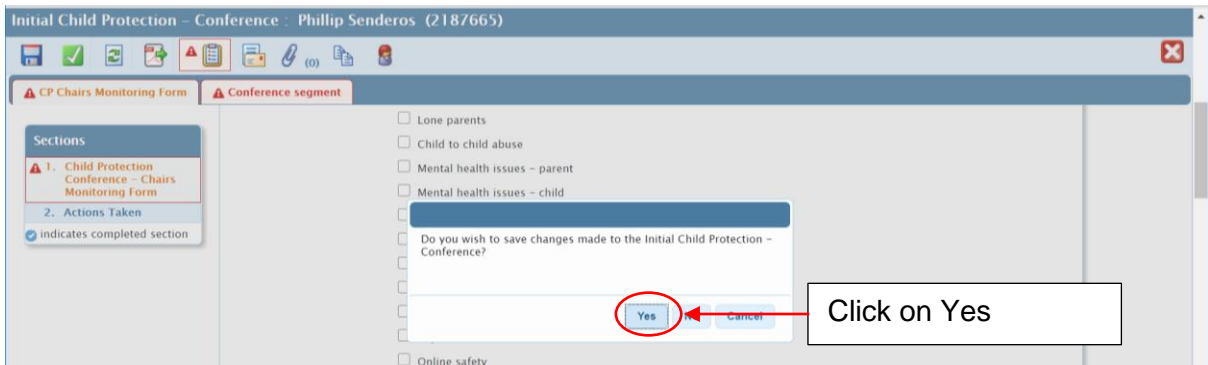 Initial Child Protection - Conference : Phillip Senderos (2187665)
(0)
CP Chairs Monitoring Form
Conference segment
Sections
1. Child Protection
Conference - Chairs
Monitoring Form
2. Actions Taken
indicates completed section
Lone parents
Child to child abuse
Mental health issues - parent
Mental health issues - child
Do you wish to save changes made to the Initial Child Protection -
Conference?
Yes
Cancel
Click on Yes
Online safety